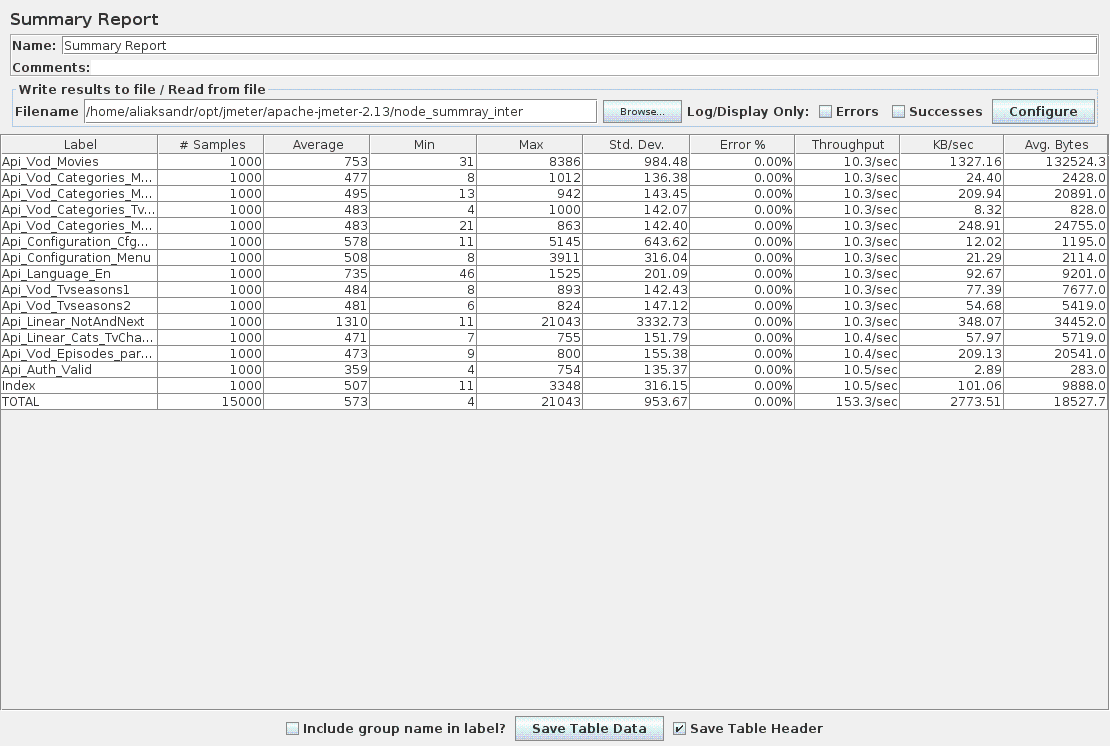 Summary Report
Name: Summary Report
Comments:
Write results to file / Read from file
Filename /home/aliaksandr/opt/jmeter/apache-jmeter-2.13/node_summray_inter Browse... Log/Display Only: Errors Successes Configure
Label # Samples Average Min Max Std. Dev. Error % Throughput KB/sec Avg. Bytes
Api_Vod_Movies 1000 753 31 8386 984.48 0.00% 10.3/sec 1327.16 132524.3
Api_Vod_Categories_M... 1000 477 8 1012 136.38 0.00% 10.3/sec 24.40 2428.0
Api_Vod_Categories_M... 1000 495 13 942 143.45 0.00% 10.3/sec 209.94 20891.0
Api_Vod_Categories_Tv... 1000 483 4 1000 142.07 0.00% 10.3/sec 8.32 828.0
Api_Vod_Categories_M... 1000 483 21 863 142.40 0.00% 10.3/sec 248.91 24755.0
Api_Configuration_Cfg... 1000 578 11 5145 643.62 0.00% 10.3/sec 12.02 1195.0
Api_Configuration_Menu 1000 508 8 3911 316.04 0.00% 10.3/sec 21.29 2114.0
Api_Language_En 1000 735 46 1525 201.09 0.00% 10.3/sec 92.67 9201.0
Api_Vod_Tvseasons1 1000 484 8 893 142.43 0.00% 10.3/sec 77.39 7677.0
Api_Vod_Tvseasons2 1000 481 6 824 147.12 0.00% 10.3/sec 54.68 5419.0
Api_Linear_NotAndNext 1000 1310 11 21043 3332.73 0.00% 10.3/sec 348.07 34452.0
Api_Linear_Cats_TvCha... 1000 471 7 755 151.79 0.00% 10.4/sec 57.97 5719.0
Api_Vod_Episodes_par... 1000 473 9 800 155.38 0.00% 10.4/sec 209.13 20541.0
Api_Auth_Valid 1000 359 4 754 135.37 0.00% 10.5/sec 2.89 283.0
Index 1000 507 11 3348 316.15 0.00% 10.5/sec 101.06 9888.0
TOTAL 15000 573 4 21043 953.67 0.00% 153.3/sec 2773.51 18527.7
Include group name in label? Save Table Data Save Table Header